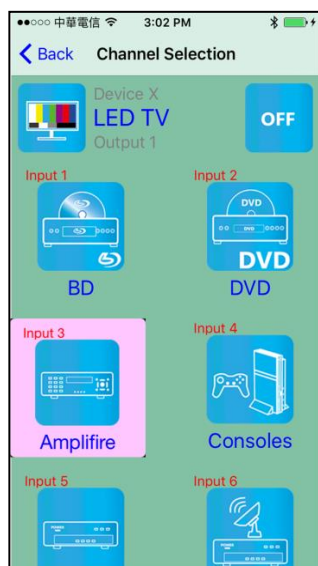 中華電信 3:02 PM
Back Channel Selection
Device X
LED TV
Output 1
OFF
Input 1 Input 2
DVD
DVD
BD DVD
Input 3 Input 4
Amplifire Consoles
Input 5 Input 6